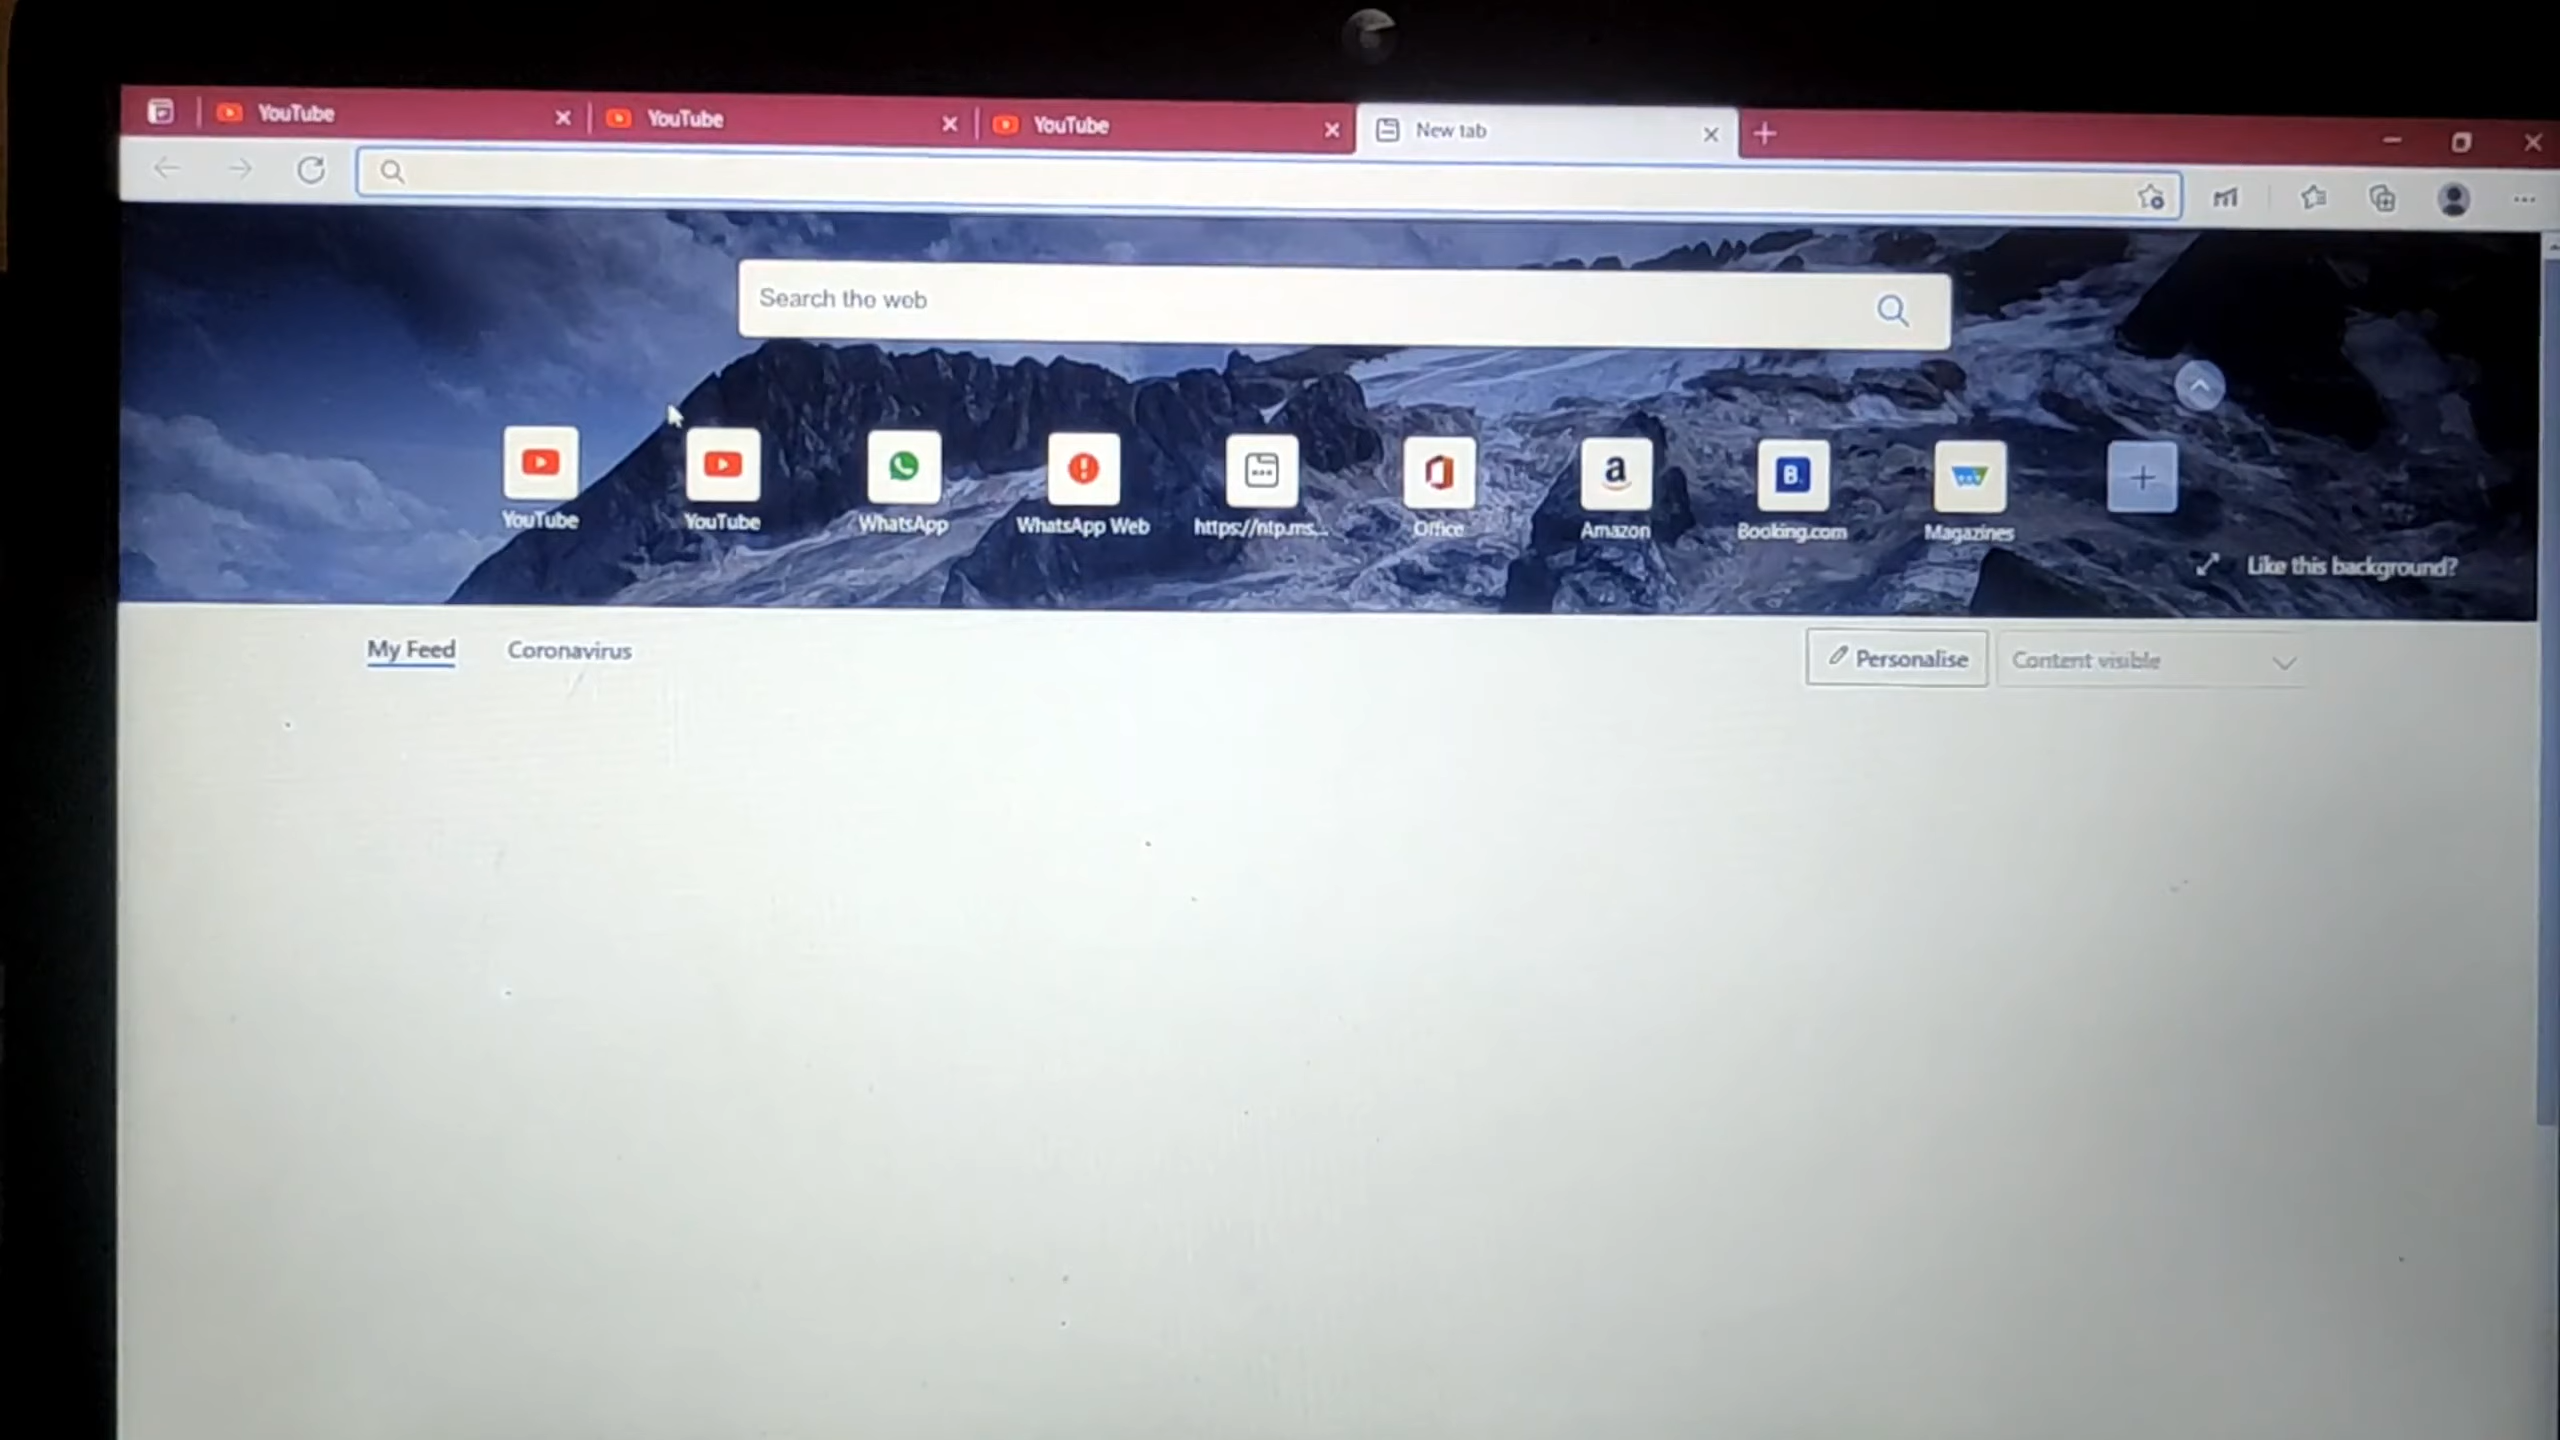 YouTube
YouTube
YouTube
New tab
Search the web
YouTube
YouTube
WhatsApp
WhatsApp Web
https://ntp.ms...
Office
a
Amazon
B.
Booking.com
Magazines
Like this background?
My Feed
Coronavirus
Personalise
Content visible